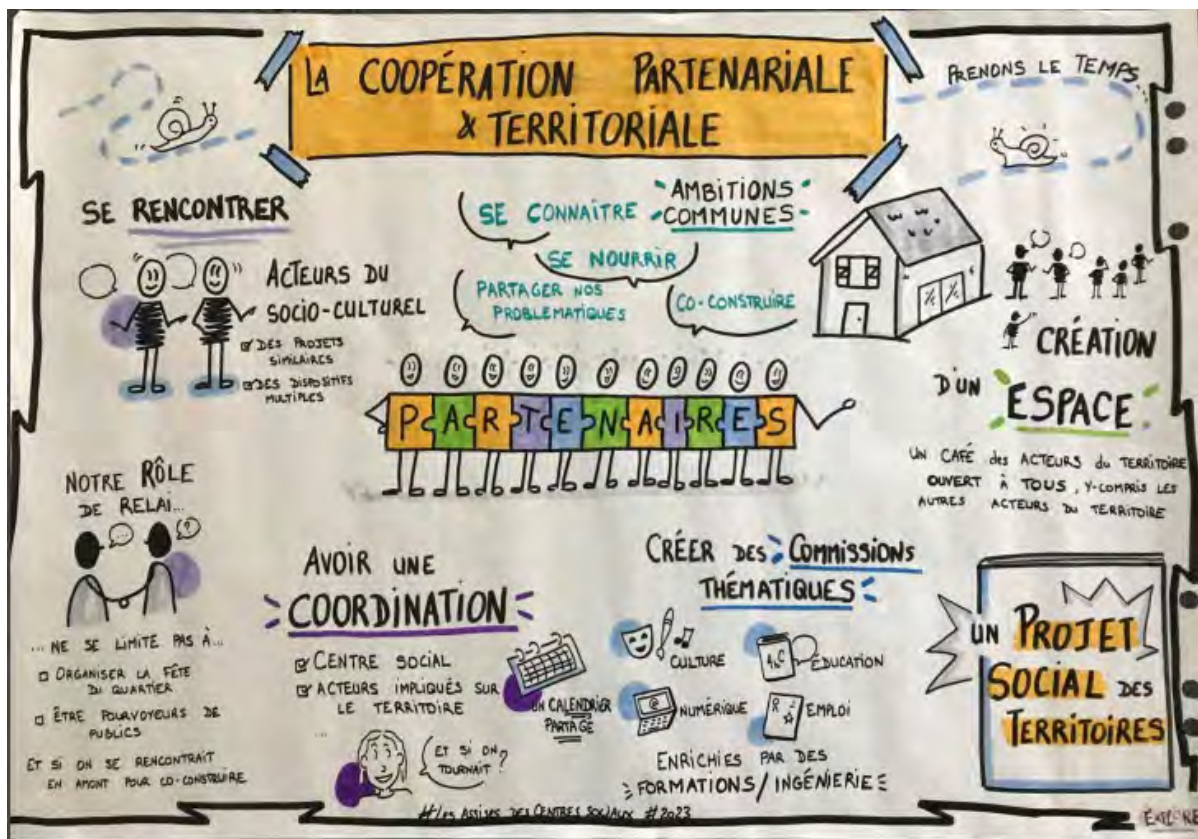 LA COOPÉRATION PARTENARIALE
& TERRITORIALE
PRENONS LE TEMPS
SE RENCONTRER
ACTEURS DU
SOCIO-CULTUREL
DES PROJETS
SIMILAIRES
DES DISPOSITIFS
MULTIPLES
SE CONNAÎTRE
AMBITIONS
COMMUNES
SE NOURRIR
PARTAGER NOS
PROBLÉMATIQUES
CO-CONSTRUIRE
PARTENAIRES
CRÉATION
D'UN ESPACE
UN CAFÉ des ACTEURS du TERRITOIRE
OUVERT À TOUS, Y-COMPRIS LES
AUTRES ACTEURS DU TERRITOIRE
NOTRE RÔLE
DE RELAI...
...
?
... NE SE LIMITE PAS À...
ORGANISER LA FÊTE
DU QUARTIER
ÊTRE POURVOYEURS DE
PUBLICS
ET SI ON SE RENCONTRAIT
EN AMONT POUR CO-CONSTRUIRE
AVOIR UNE
COORDINATION
CENTRE SOCIAL
ACTEURS IMPLIQUÉS SUR
LE TERRITOIRE
...
UN CALENDRIER
PARTAGÉ
ET SI ON
TOURNAIT ?
CRÉER DES COMMISSIONS
THÉMATIQUES
CULTURE
ÉDUCATION
NUMÉRIQUE
EMPLOI
ENRICHIES PAR DES
FORMATIONS/INGÉNIERIE
UN PROJET
SOCIAL DES
TERRITOIRES
#Les ASSISES DES CENTRES SOCIAUX #2023